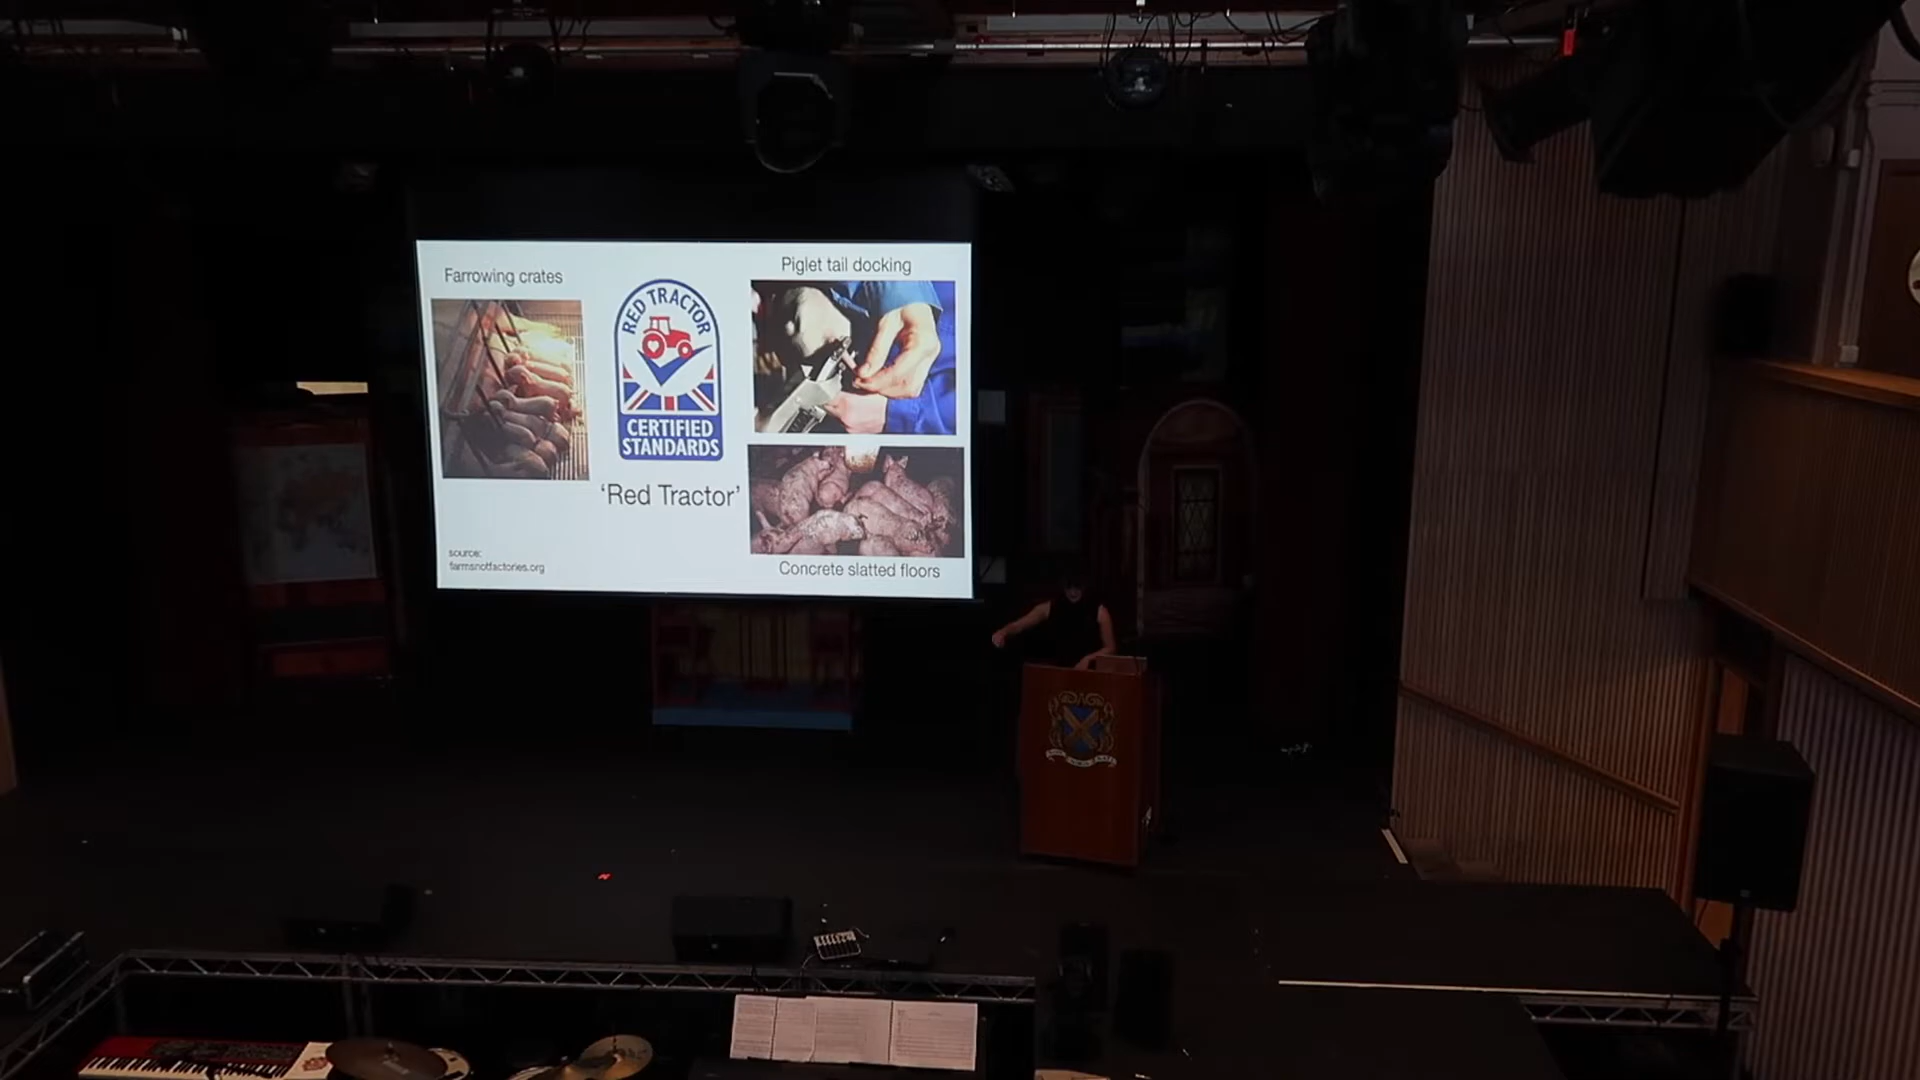 Farrowing crates
RED TRACTOR
CERTIFIED
STANDARDS
'Red Tractor'
source:
farmsnotfactories.org
Piglet tail docking
Concrete slatted floors